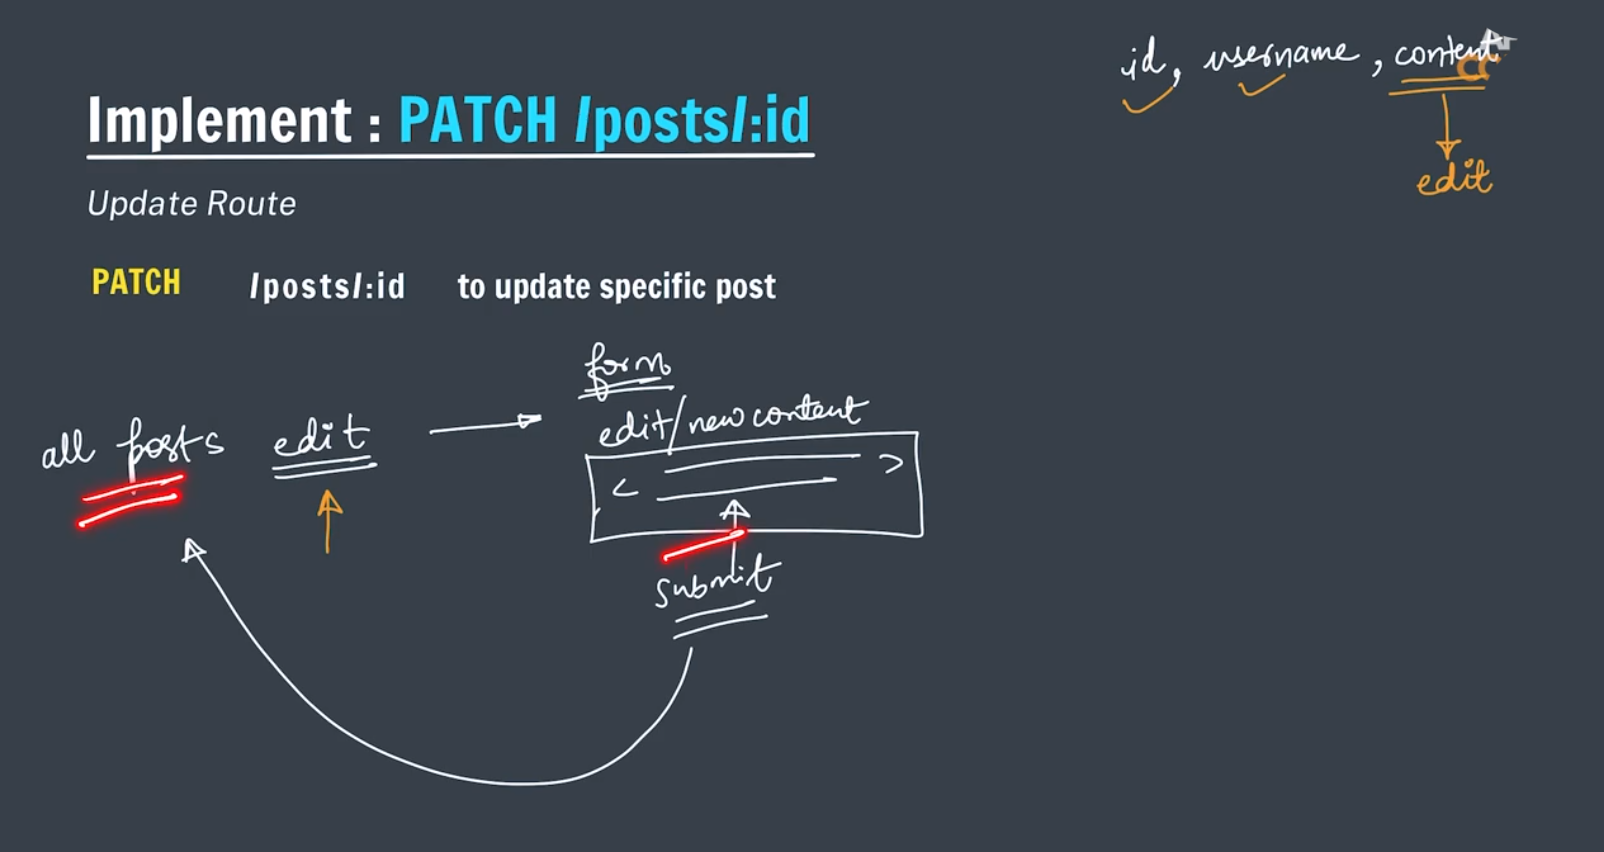 id, username, content
edit
Implement : PATCH /posts/:id
Update Route
PATCH /posts/:id to update specific post
form
edit/new content
all posts edit
< >
submit